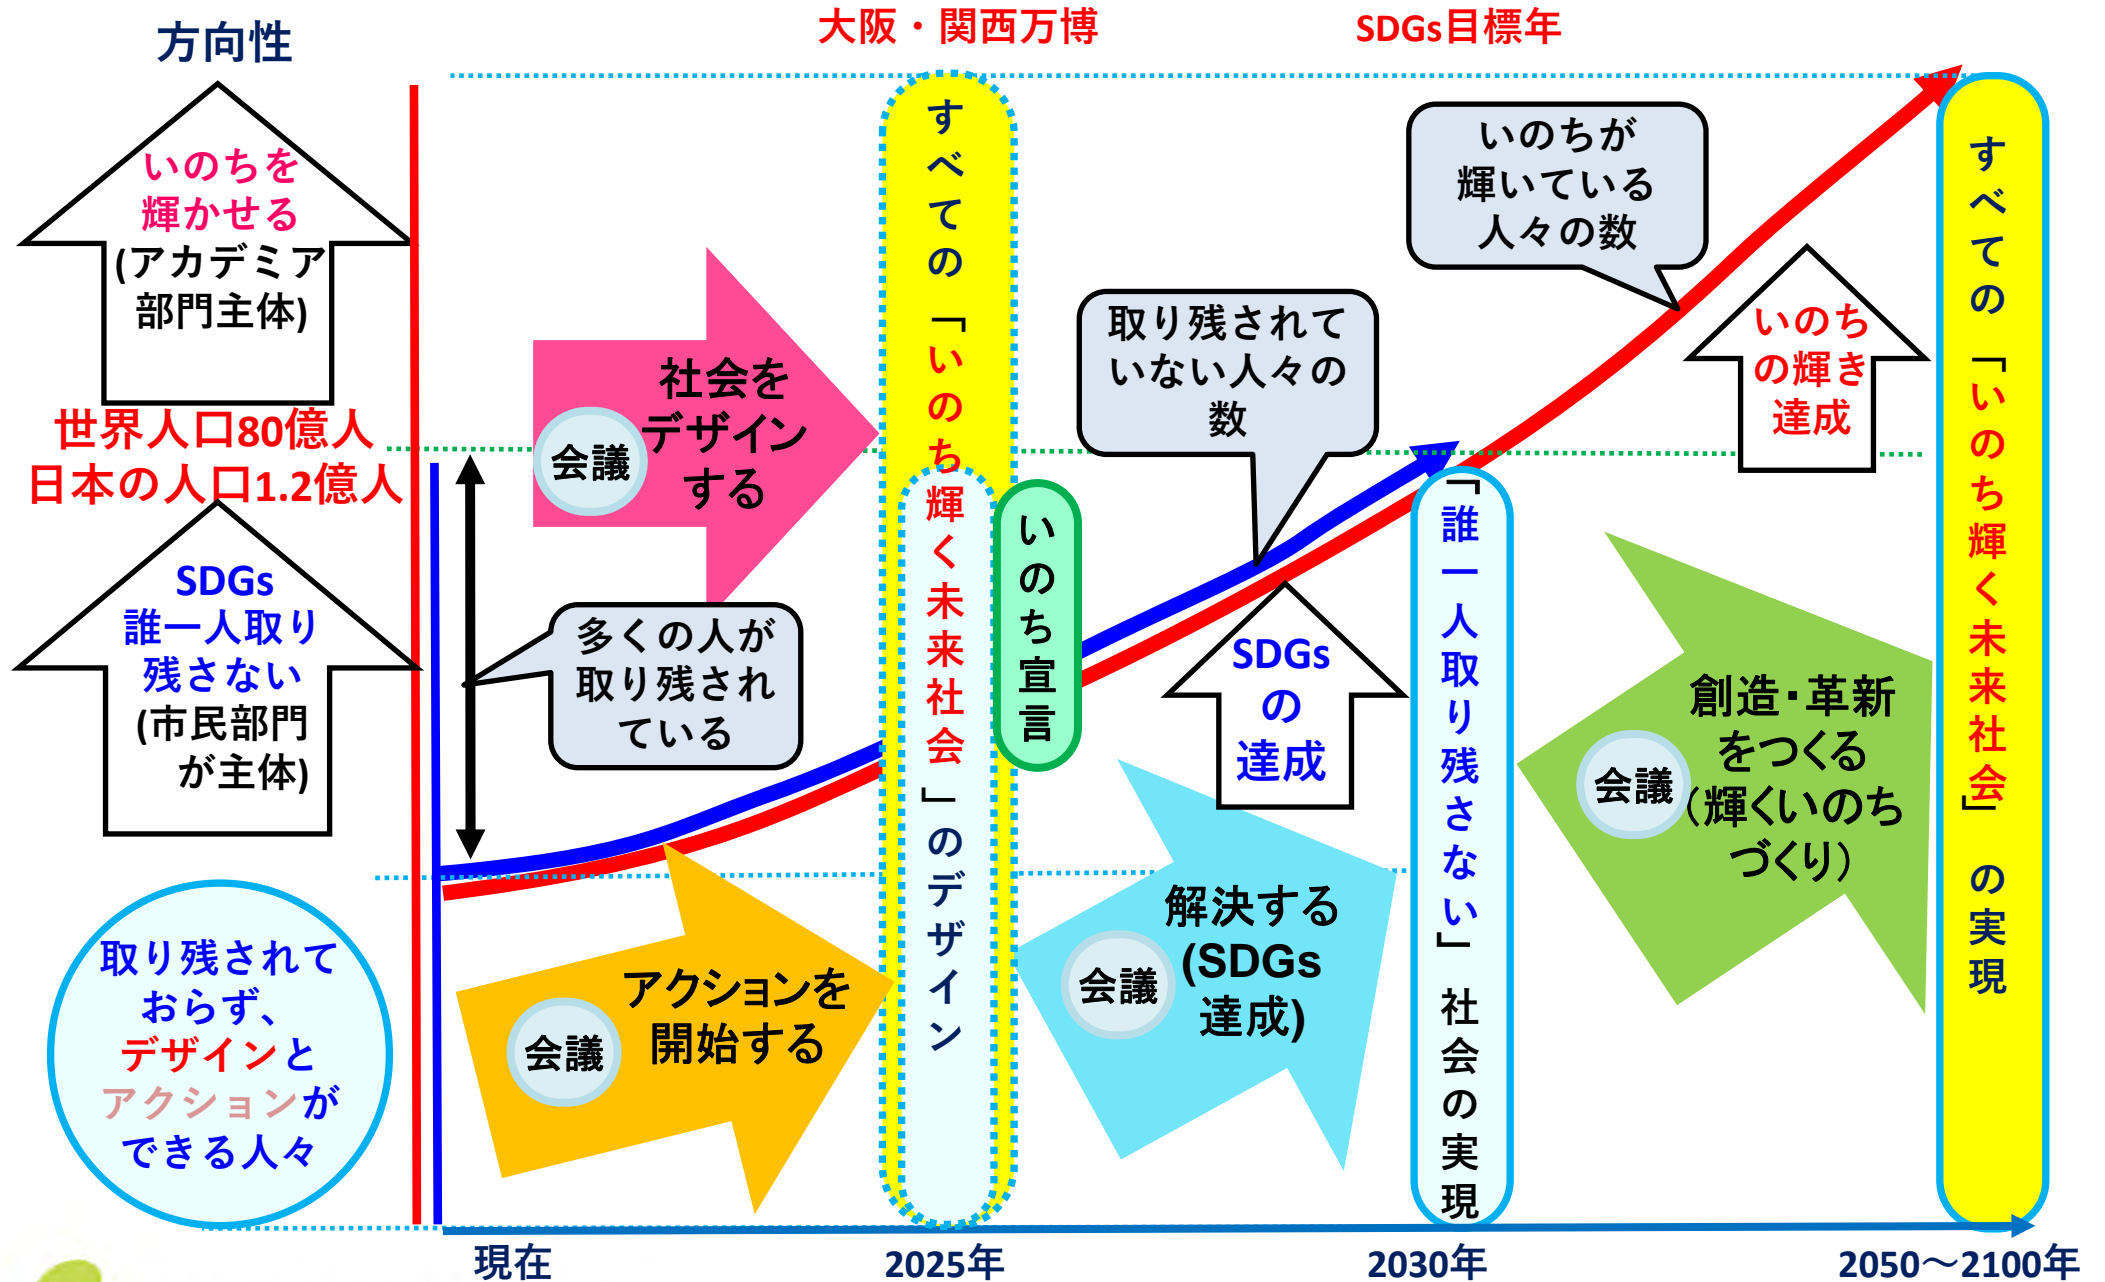 方向性
大阪・関西万博
SDGs目標年
いのちを
輝かせる
(アカデミア
部門主体)
世界人口80億人
日本の人口1.2億人
SDGs
誰一人取り
残さない
(市民部門
が主体)
取り残されて
おらず、
デザインと
アクションが
できる人々
社会を
デザイン
する
会議
多くの人が
取り残され
ている
アクションを
開始する
会議
すべての「いのち輝く未来社会」のデザイン
いのち宣言
取り残されて
いない人々の
数
SDGs
の
達成
解決する
(SDGs
達成)
会議
「誰一人取り残さない」社会の実現
いのちが
輝いている
人々の数
いのち
の輝き
達成
創造・革新
をつくる
(輝くいのち
づくり)
会議
すべての「いのち輝く未来社会」の実現
現在
2025年
2030年
2050～2100年